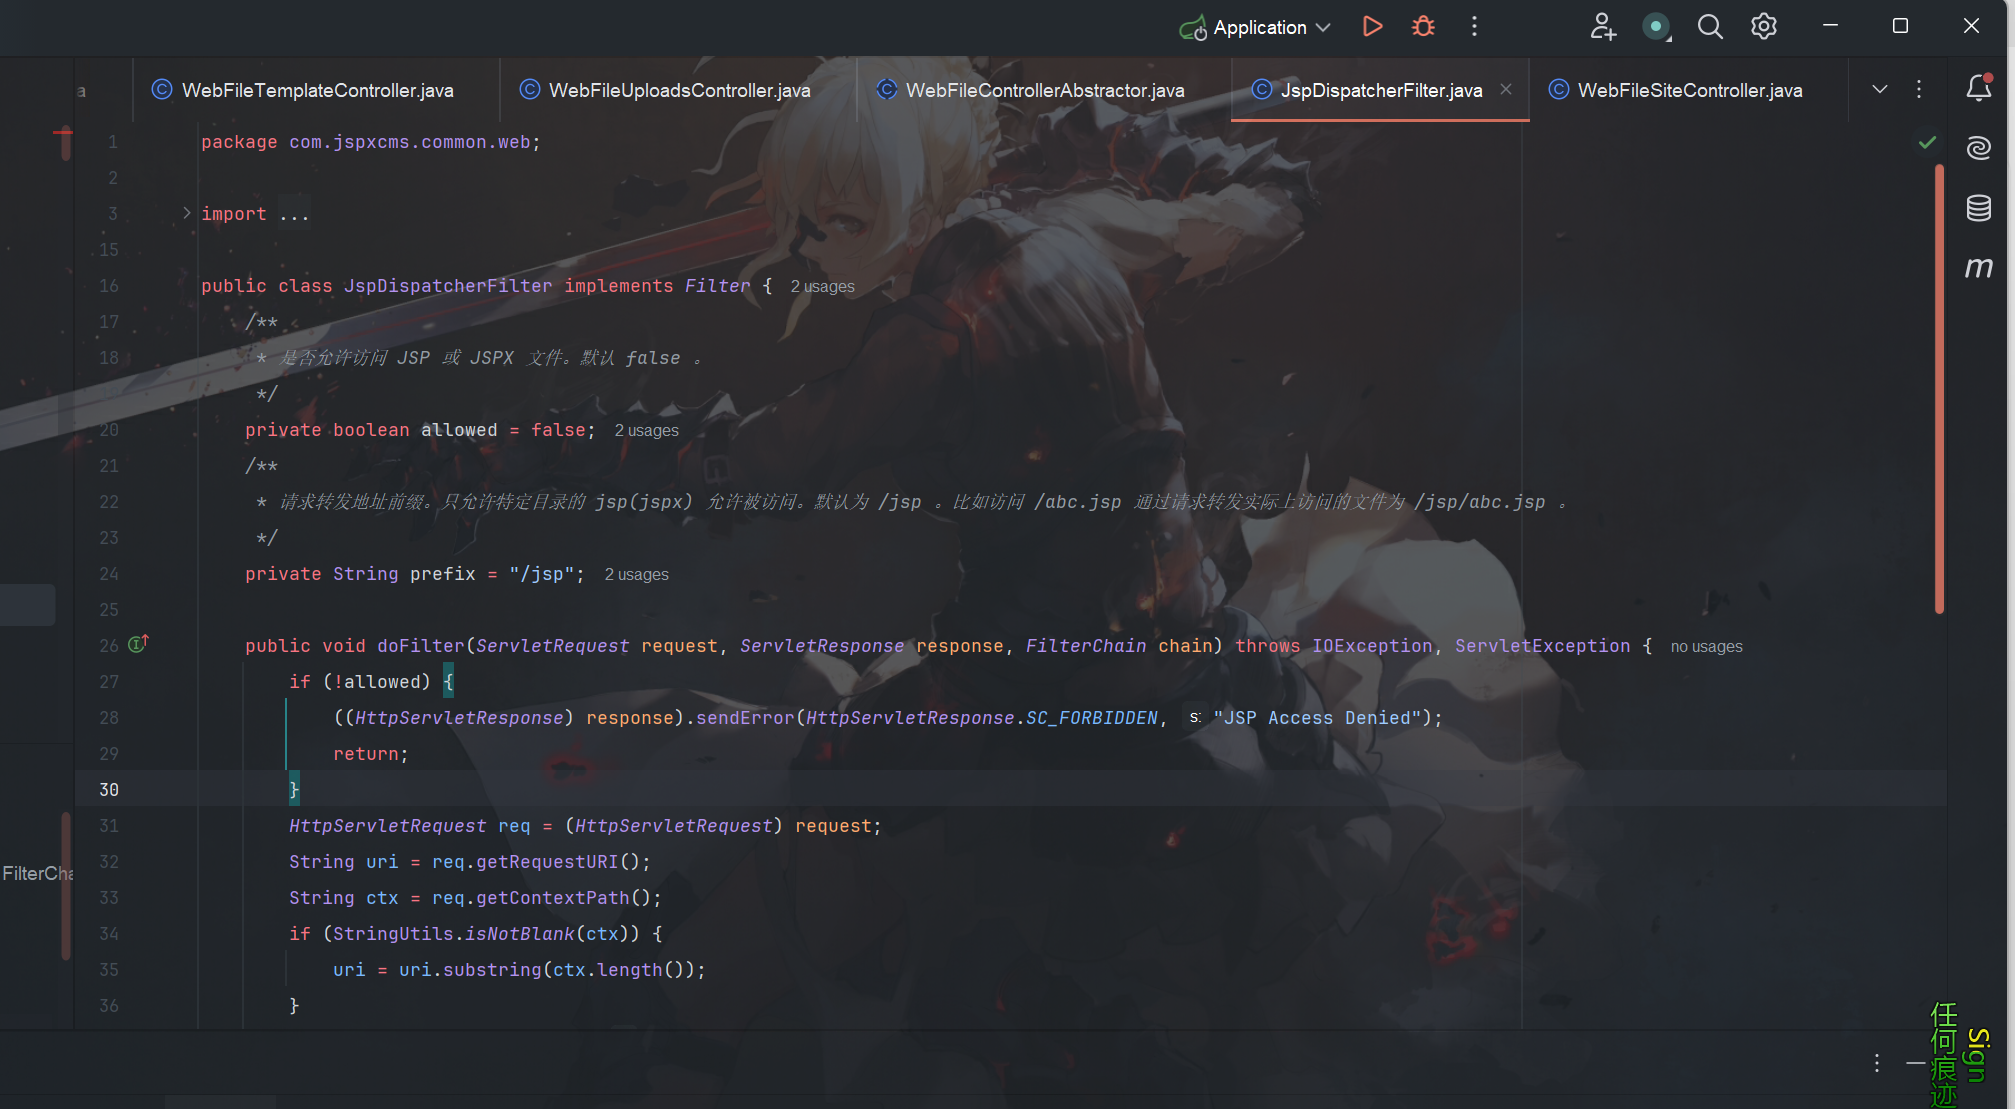 Application
a
WebFileTemplateController.java
WebFileUploadsController.java
WebFileControllerAbstractor.java
JspDispatcherFilter.java
WebFileSiteController.java
1 package com.jspxcms.common.web;
2
3 import ...
15
16 public class JspDispatcherFilter implements Filter { 2 usages
17 /**
18 * 是否允许访问 JSP 或 JSPX 文件。默认 false 。
*/
20 private boolean allowed = false; 2 usages
21 /**
22 * 请求转发地址前缀。只允许特定目录的 jsp(jspx) 允许被访问。默认为 /jsp 。比如访问 /abc.jsp 通过请求转发实际上访问的文件为 /jsp/abc.jsp 。
23 */
24 private String prefix = "/jsp"; 2 usages
25
26 public void doFilter(ServletRequest request, ServletResponse response, FilterChain chain) throws IOException, ServletException { no usages
27 if (!allowed) {
28 ((HttpServletResponse) response).sendError(HttpServletResponse.SC_FORBIDDEN, s: "JSP Access Denied");
29 return;
30 }
31 HttpServletRequest req = (HttpServletRequest) request;
32 String uri = req.getRequestURI();
33 String ctx = req.getContextPath();
34 if (StringUtils.isNotBlank(ctx)) {
35 uri = uri.substring(ctx.length());
36 }
FilterCha
m
Sign
任何痕迹